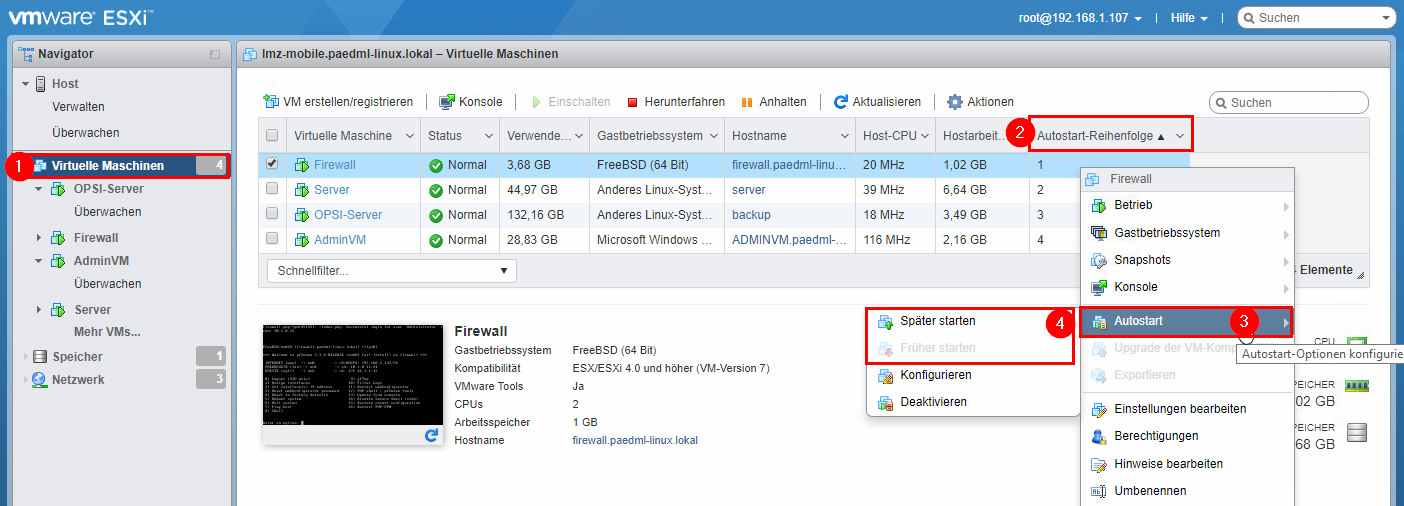 vmware ESXi™
root@192.168.1.107 | Hilfe | Suchen
Navigator
Host
Verwalten
Überwachen
1 Virtuelle Maschinen 4
OPSI-Server
Überwachen
Firewall
AdminVM
Überwachen
Server
Mehr VMs...
Speicher 1
Netzwerk 3
lmz-mobile.paedml-linux.lokal – Virtuelle Maschinen
VM erstellen/registrieren | Konsole | Einschalten Herunterfahren Anhalten | Aktualisieren | Aktionen
Suchen
Virtuelle Maschine Status Verwende... Gastbetriebssystem Hostname Host-CPU Hostarbeit... 2 Autostart-Reihenfolge ▲
Firewall Normal 3,68 GB FreeBSD (64 Bit) firewall.paedml-linu... 20 MHz 1,02 GB 1
Server Normal 44,97 GB Anderes Linux-Syst... server 39 MHz 6,64 GB 2
OPSI-Server Normal 132,16 GB Anderes Linux-Syst... backup 18 MHz 3,49 GB 3
AdminVM Normal 28,83 GB Microsoft Windows ... ADMINVM.paedml-... 116 MHz 2,16 GB 4
Schnellfilter...
Elemente
Firewall
Gastbetriebssystem FreeBSD (64 Bit)
Kompatibilität ESX/ESXi 4.0 und höher (VM-Version 7)
VMware Tools Ja
CPUs 2
Arbeitsspeicher 1 GB
Hostname firewall.paedml-linux.lokal
Firewall
Betrieb
Gastbetriebssystem
Snapshots
Konsole
Autostart 3
Upgrade der VM-Komp
Exportieren
Einstellungen bearbeiten
Berechtigungen
Hinweise bearbeiten
Umbenennen
Später starten 4
Früher starten
Konfigurieren
Deaktivieren
Autostart-Optionen konfigurie
CPU
SPEICHER
02 GB
SPEICHER
68 GB